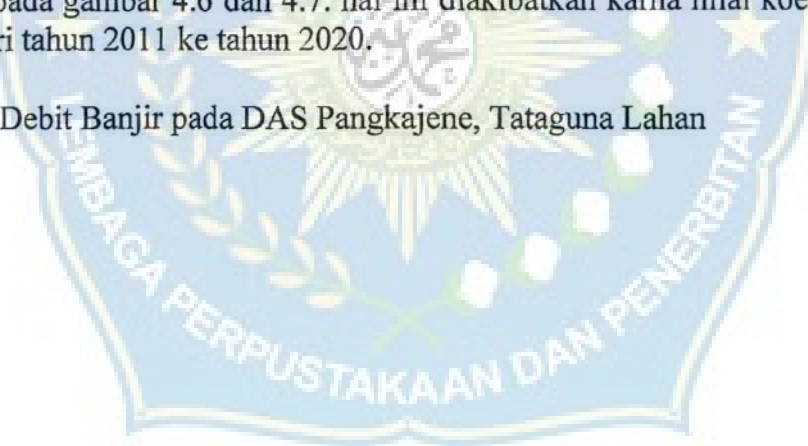 pada gambar 4.6 dan 4.7. hal ini diakibatkan karna nilai
ri tahun 2011 ke tahun 2020.
Debit Banjir pada DAS Pangkajene, Tataguna Lahan
LEMBAGA PERPUSTAKAAN DAN PENERBITAN